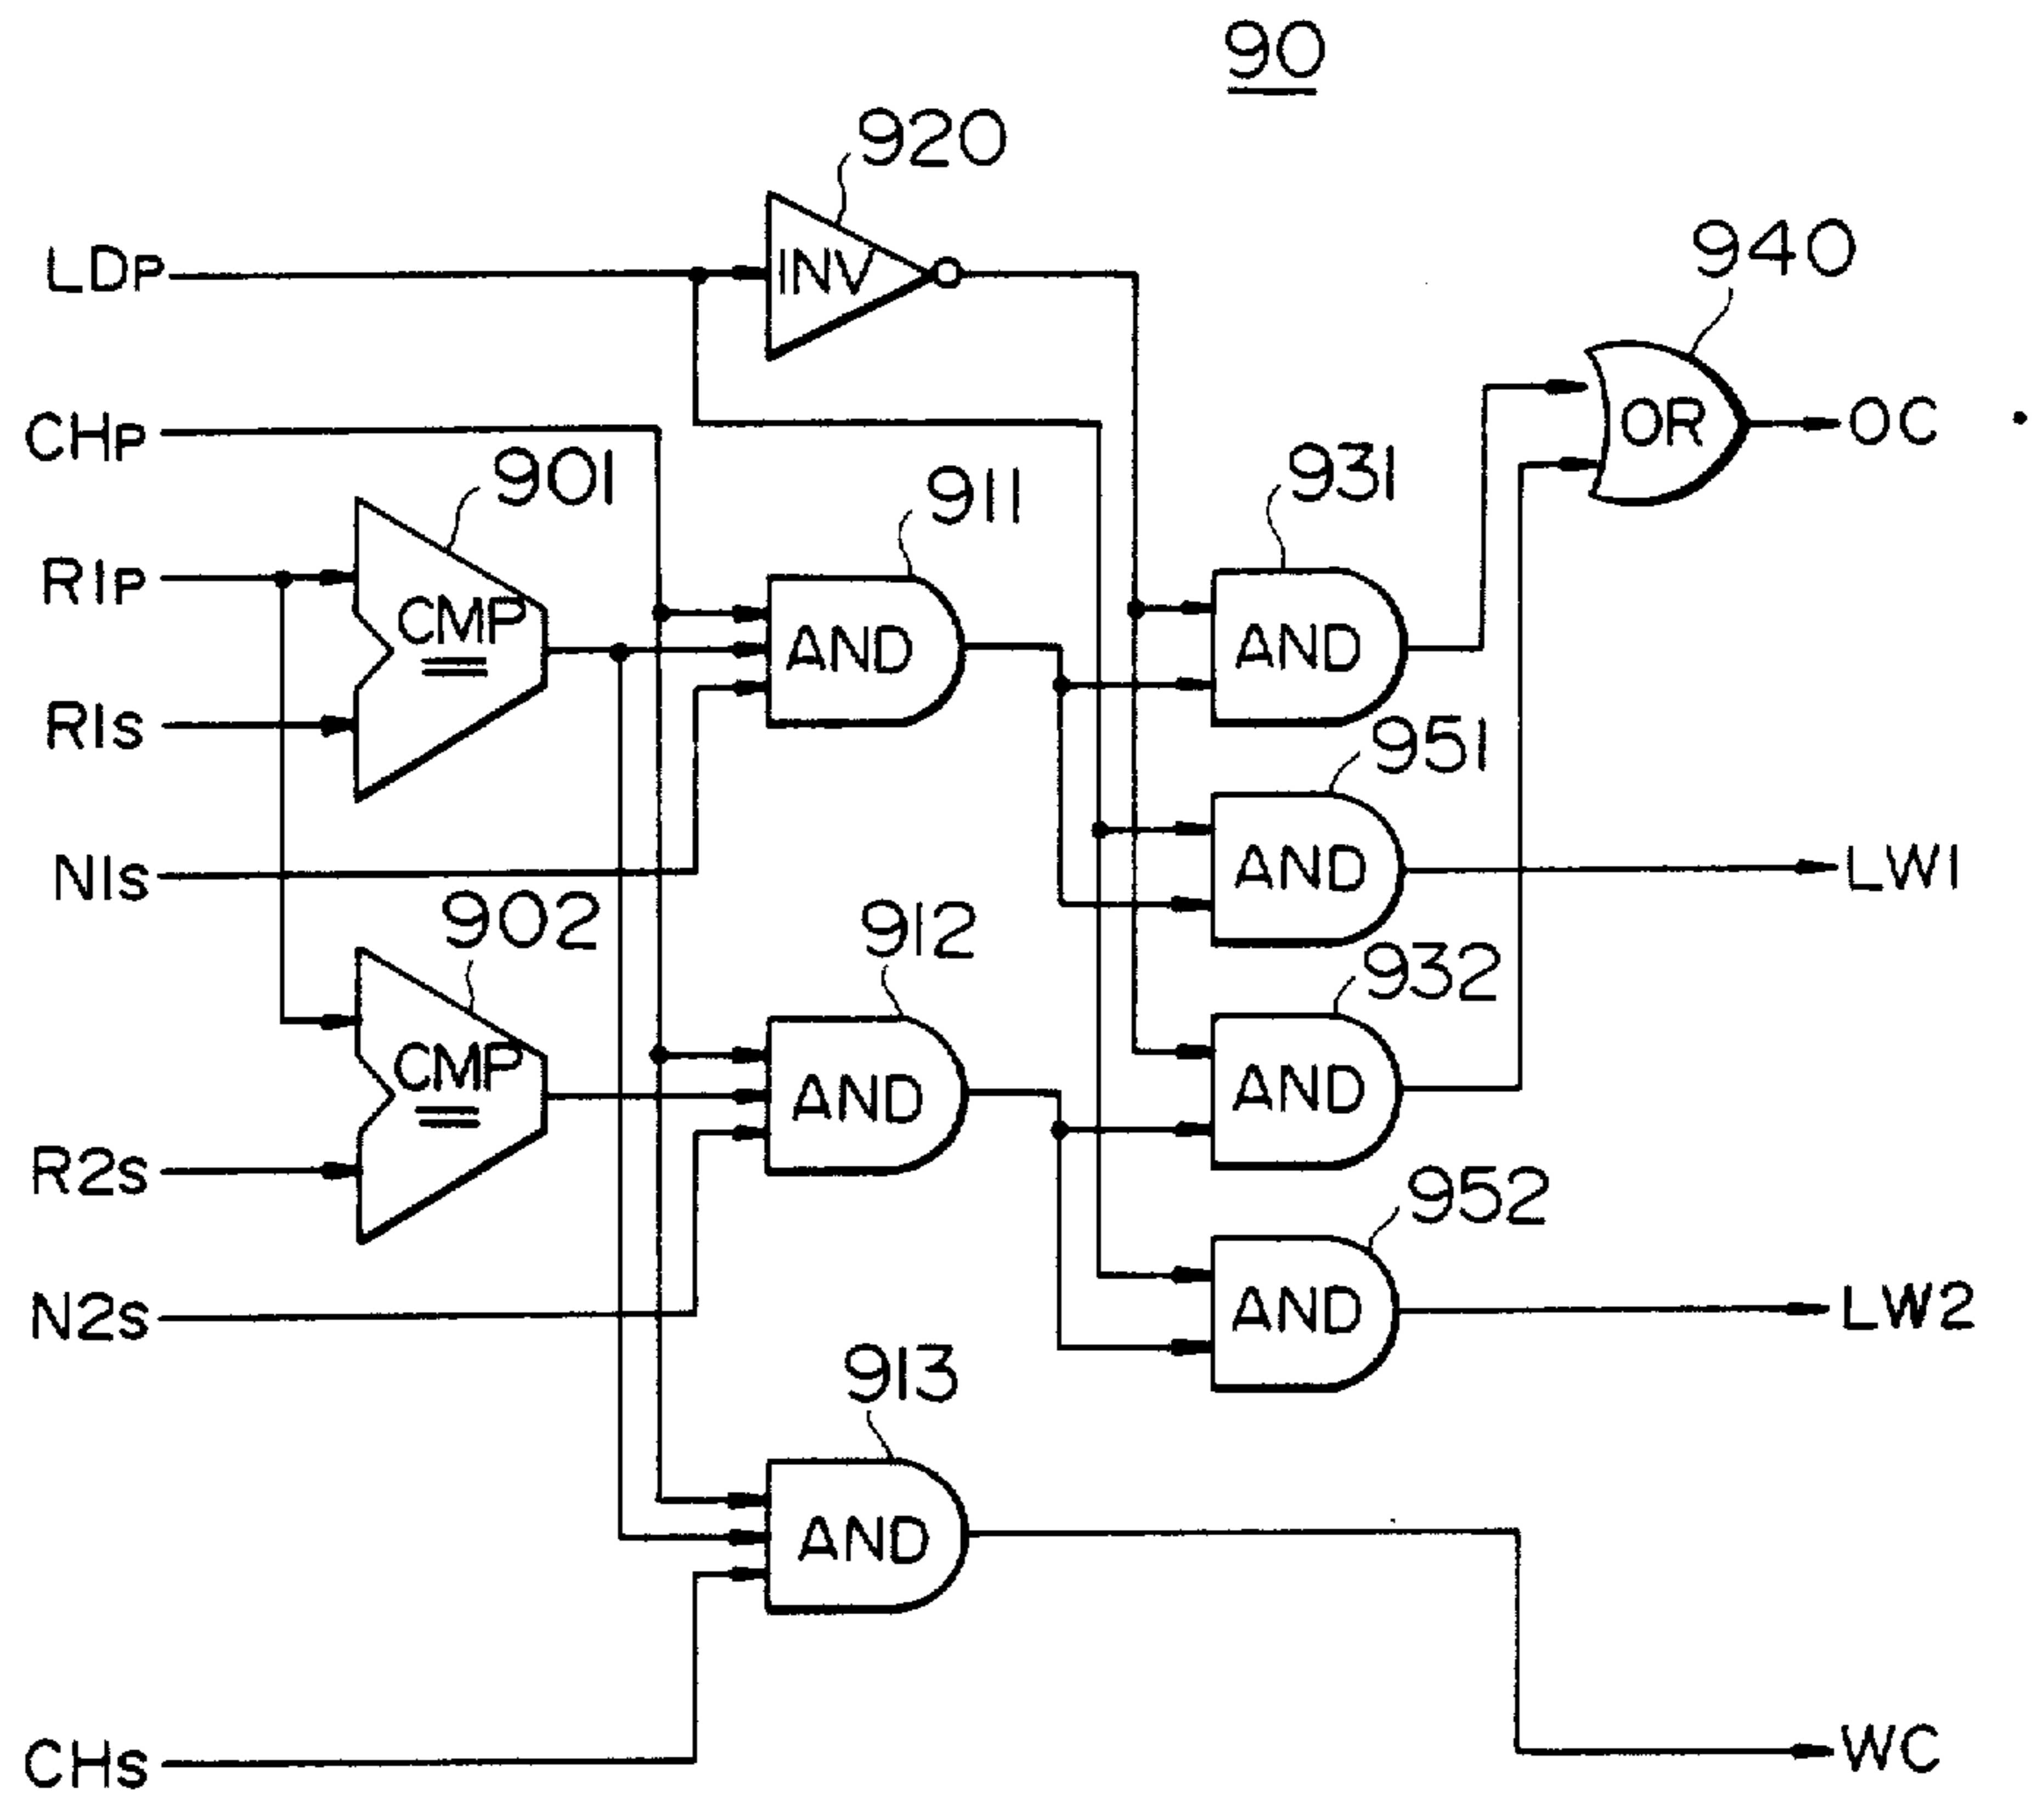 90
920
LDP
INV
940
CHP
OR
OC
901
911
931
R1P
CMP
=
AND
AND
R1S
951
N1S
AND
LW1
902
912
932
CMP
=
AND
AND
R2S
952
N2S
AND
LW2
913
AND
CHS
WC